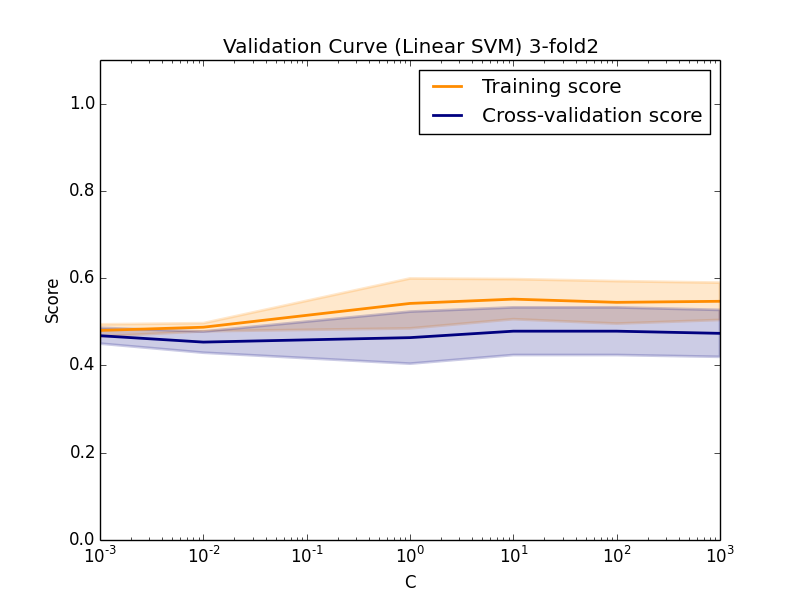 Validation Curve (Linear SVM) 3-fold2
Training score
Cross-validation score
1.0
0.8
0.6
0.4
0.2
0.0
Score
10^-3 10^-2 10^-1 10^0 10^1 10^2 10^3
C